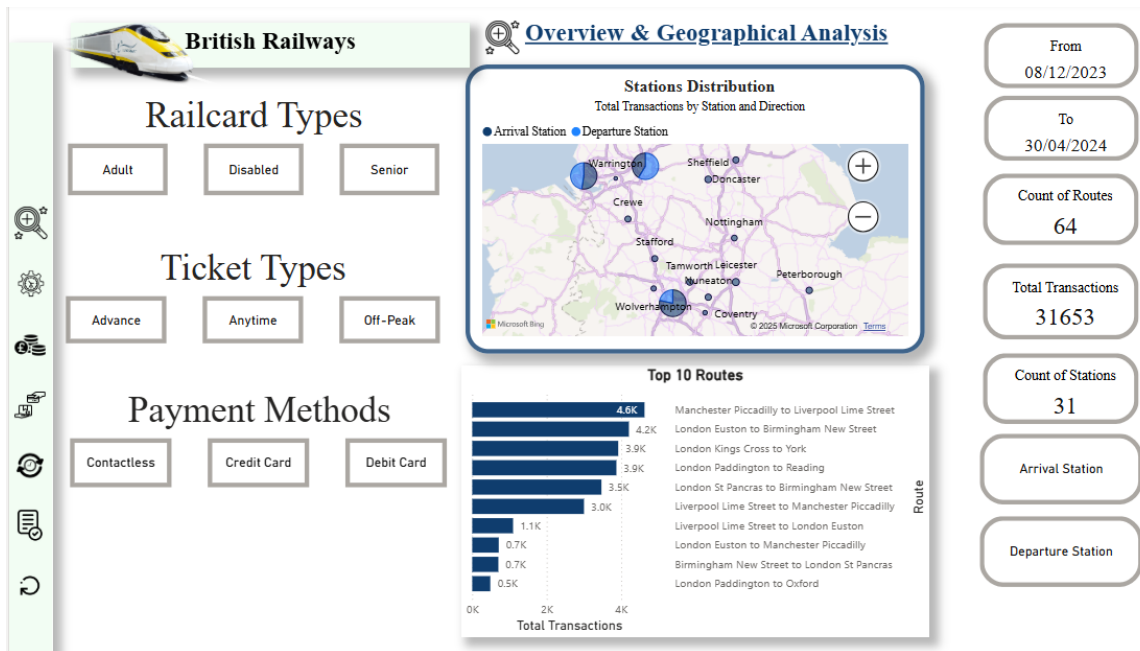 British Railways
Overview & Geographical Analysis
Railcard Types
Adult
Disabled
Senior
Ticket Types
Advance
Anytime
Off-Peak
Payment Methods
Contactless
Credit Card
Debit Card
Stations Distribution
Total Transactions by Station and Direction
Arrival Station
Departure Station
Warrington
Sheffield
Doncaster
Crewe
Nottingham
Stafford
Tamworth
Leicester
Nuneaton
Peterborough
Wolverhampton
Coventry
Microsoft Bing
© 2025 Microsoft Corporation Terms
Top 10 Routes
4.6K Manchester Piccadilly to Liverpool Lime Street
4.2K London Euston to Birmingham New Street
3.9K London Kings Cross to York
3.9K London Paddington to Reading
3.5K London St Pancras to Birmingham New Street
3.0K Liverpool Lime Street to Manchester Piccadilly
1.1K Liverpool Lime Street to London Euston
0.7K London Euston to Manchester Piccadilly
0.7K Birmingham New Street to London St Pancras
0.5K London Paddington to Oxford
0K 2K 4K
Total Transactions
Route
From
08/12/2023
To
30/04/2024
Count of Routes
64
Total Transactions
31653
Count of Stations
31
Arrival Station
Departure Station